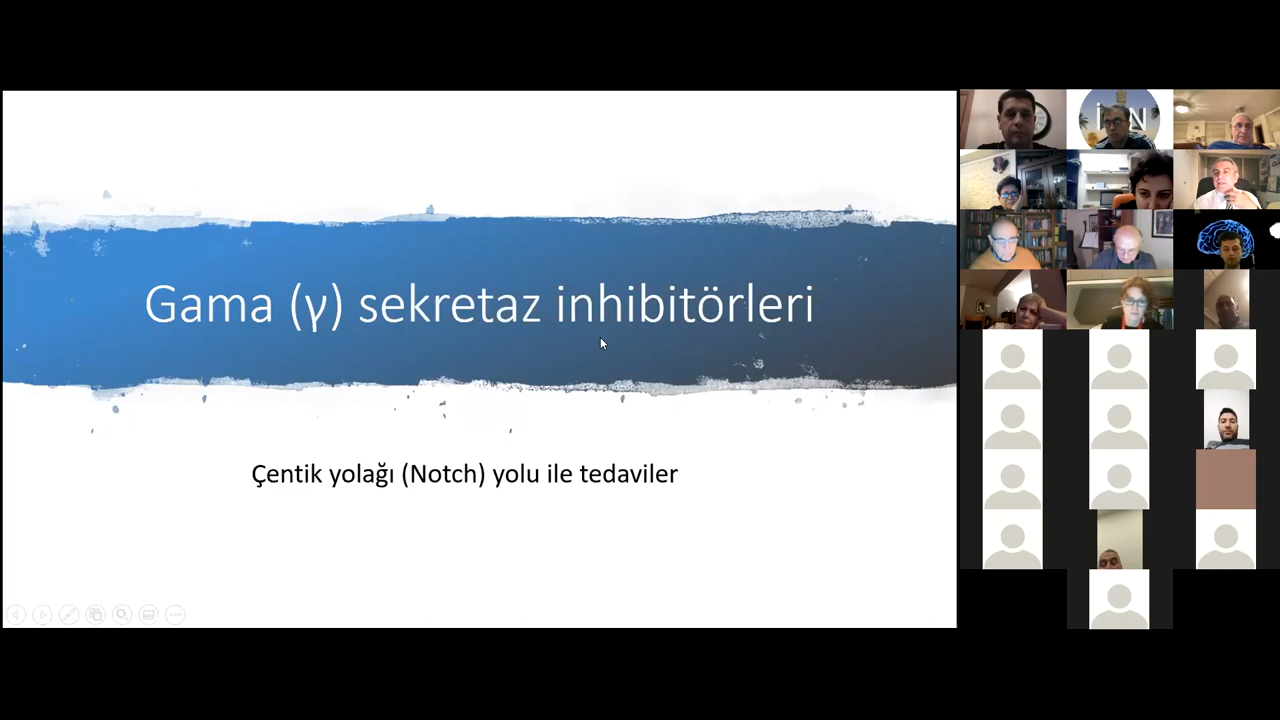 Gama (γ) sekretaz inhibitörleri
Çentik yolağı (Notch) yolu ile tedaviler